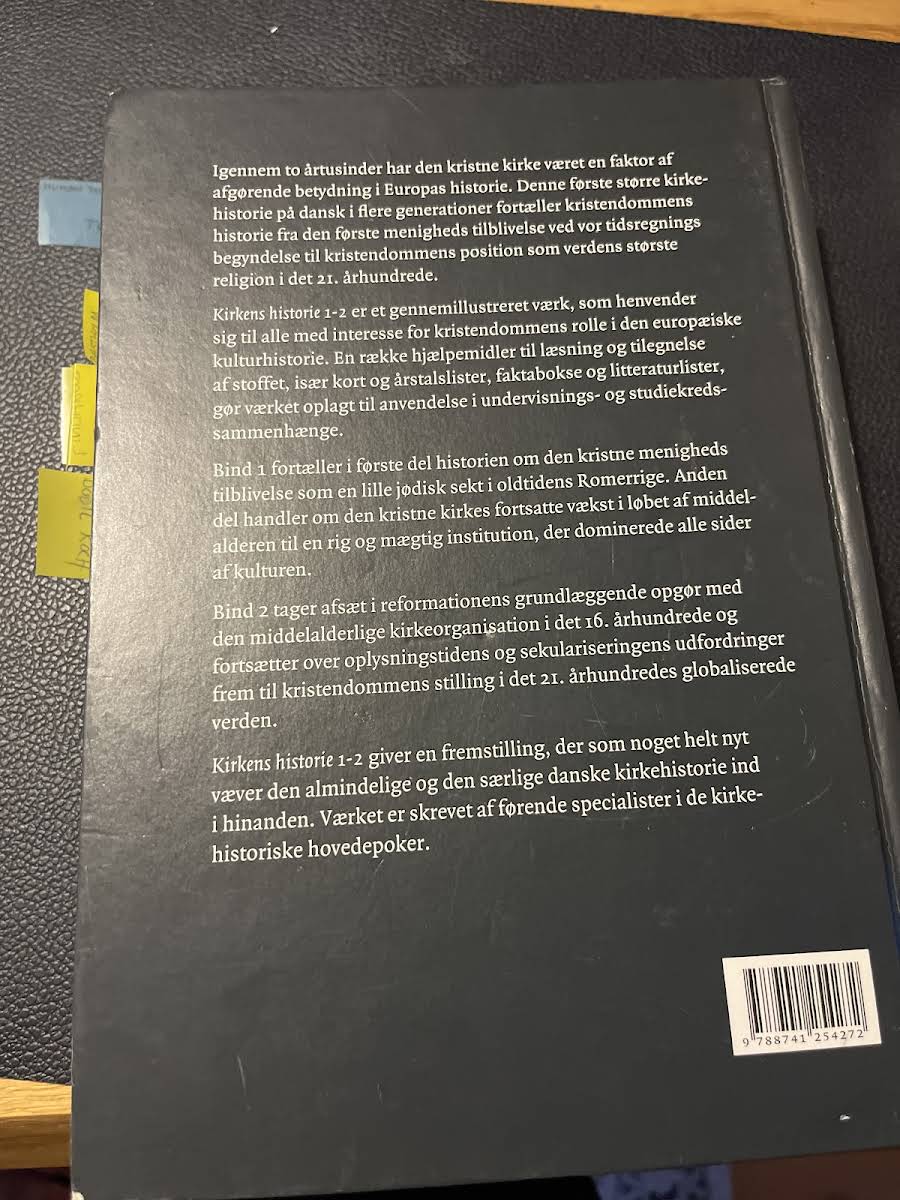 Igennem to årtusinder har den kristne kirke været en faktor af
afgørende betydning i Europas historie. Denne første større kirke-
historie på dansk i flere generationer fortæller kristendommens
historie fra den første menigheds tilblivelse ved vor tidsregnings
begyndelse til kristendommens position som verdens største
religion i det 21. århundrede.
Kirkens historie 1-2 er et gennemillustreret værk, som henvender
sig til alle med interesse for kristendommens rolle i den europæiske
kulturhistorie. En række hjælpemidler til læsning og tilegnelse
af stoffet, især kort og årstalslister, faktabokse og litteraturlister,
gør værket oplagt til anvendelse i undervisnings- og studiekreds-
sammenhænge.
Bind 1 fortæller i første del historien om den kristne menigheds
tilblivelse som en lille jødisk sekt i oldtidens Romerrige. Anden
del handler om den kristne kirkes fortsatte vækst i løbet af middel-
alderen til en rig og mægtig institution, der dominerede alle sider
af kulturen.
Bind 2 tager afsæt i reformationens grundlæggende opgør med
den middelalderlige kirkeorganisation i det 16. århundrede og
fortsætter over oplysningstidens og sekulariseringens udfordringer
frem til kristendommens stilling i det 21. århundredes globaliserede
verden.
Kirkens historie 1-2 giver en fremstilling, der som noget helt nyt
væver den almindelige og den særlige danske kirkehistorie ind
i hinanden. Værket er skrevet af førende specialister i de kirke-
historiske hovedepoker.
9 788741 254272